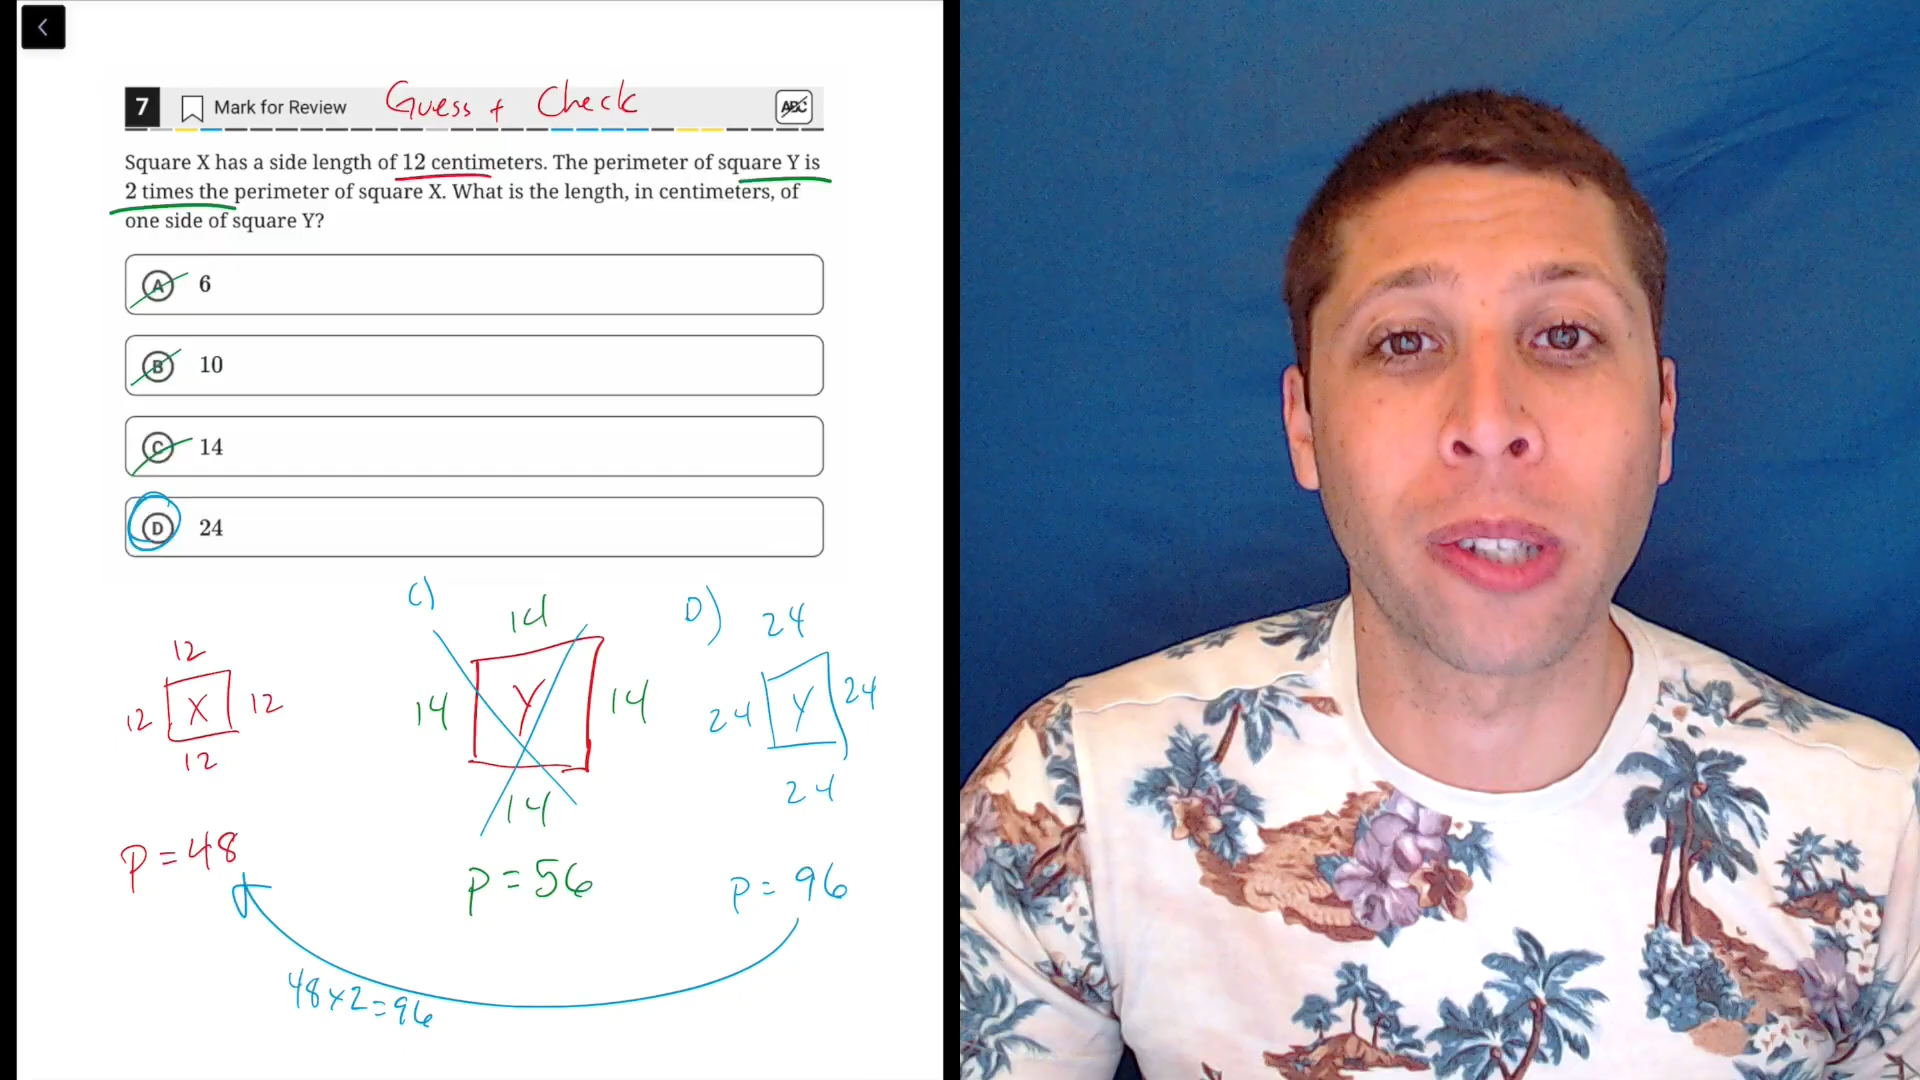 7 Mark for Review Guess + Check ABC
Square X has a side length of 12 centimeters. The perimeter of square Y is
2 times the perimeter of square X. What is the length, in centimeters, of
one side of square Y?
A 6
B 10
C 14
D 24
C) 14
D) 24
12
12 X 12
12
14 Y 14
14
24 Y 24
24
P = 48
P = 56
P = 96
48 x 2 = 96